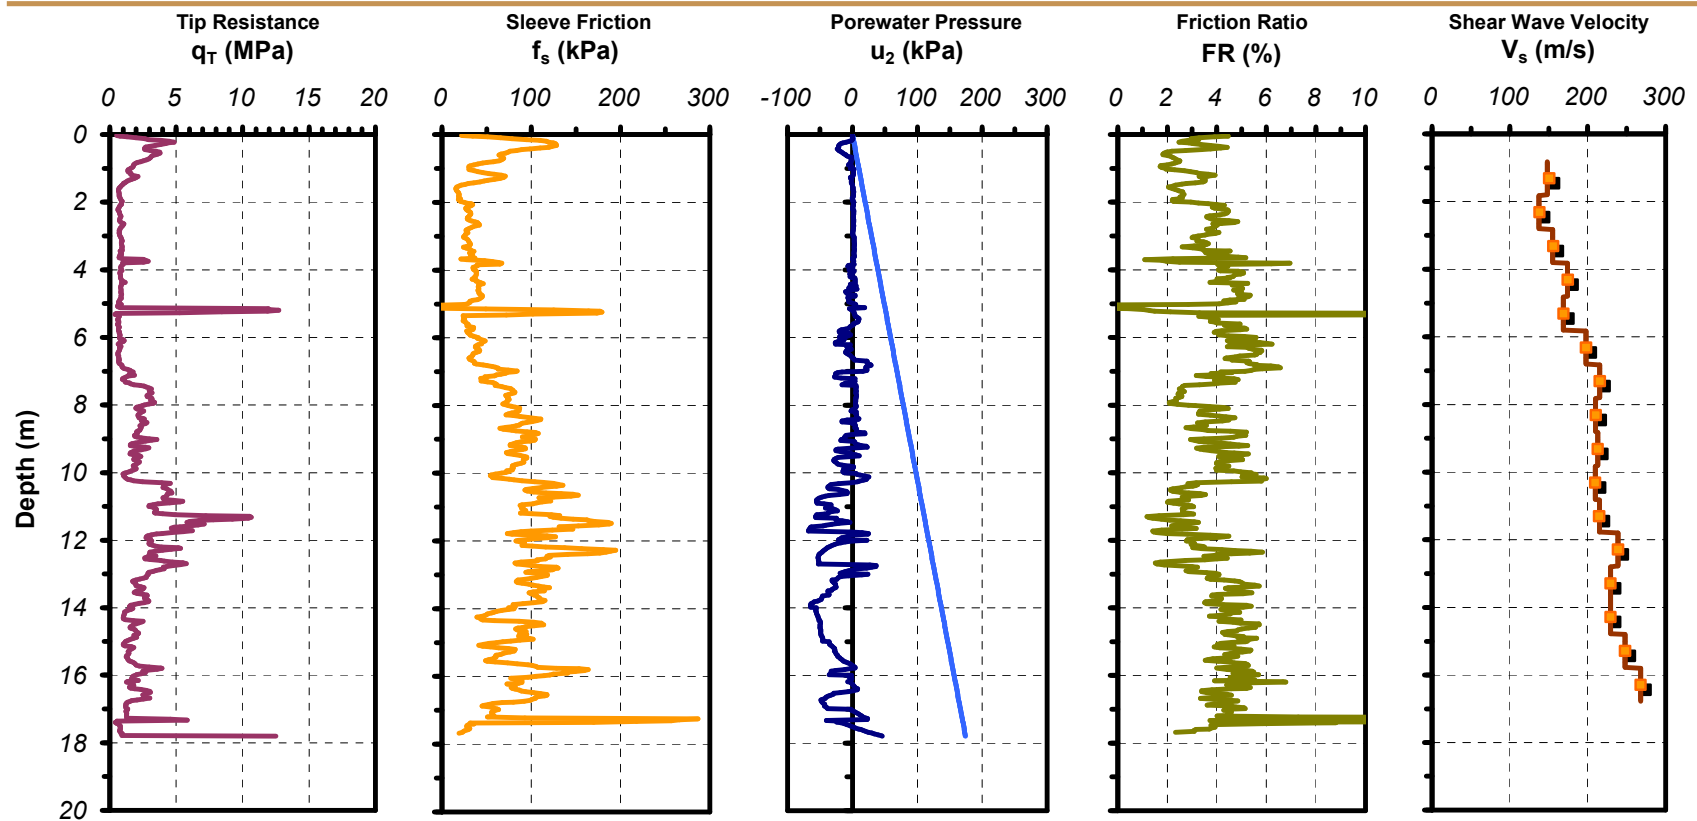 Tip Resistance
qT (MPa)
0 5 10 15 20
Sleeve Friction
fs (kPa)
0 100 200 300
Porewater Pressure
u2 (kPa)
-100 0 100 200 300
Friction Ratio
FR (%)
0 2 4 6 8 10
Shear Wave Velocity
Vs (m/s)
0 100 200 300
Depth (m)
0
2
4
6
8
10
12
14
16
18
20